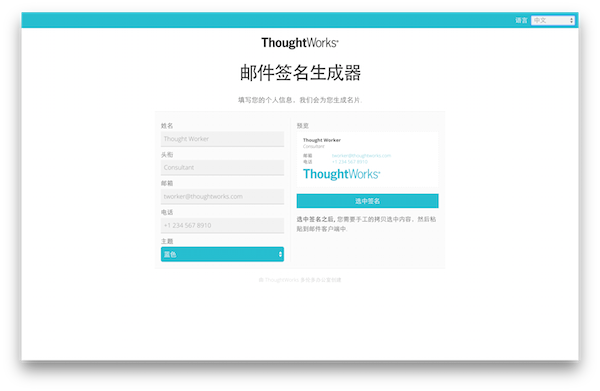 语言 中文
ThoughtWorks®
邮件签名生成器
填写您的个人信息，我们会为您生成名片.
姓名
Thought Worker
头衔
Consultant
邮箱
tworker@thoughtworks.com
电话
+1 234 567 8910
主题
蓝色
预览
Thought Worker
Consultant
邮箱 tworker@thoughtworks.com
电话 +1 234 567 8910
ThoughtWorks®
选中签名
选中签名之后, 您需要手工的拷贝选中内容，然后粘
贴到邮件客户端中.
由 ThoughtWorks